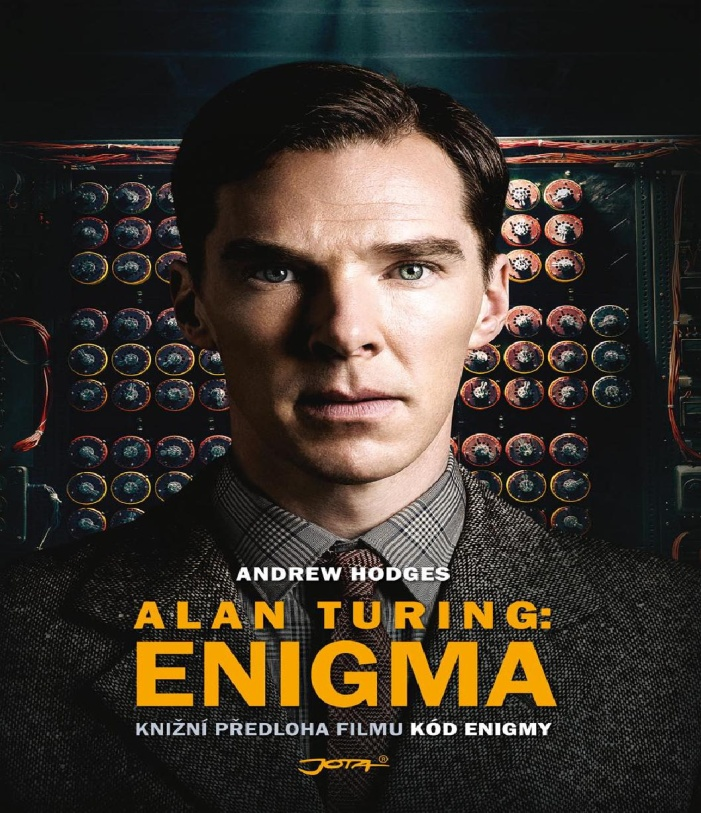 ANDREW HODGES
ALAN TURING:
ENIGMA
KNIŽNÍ PŘEDLOHA FILMU KÓD ENIGMY
JOTA®